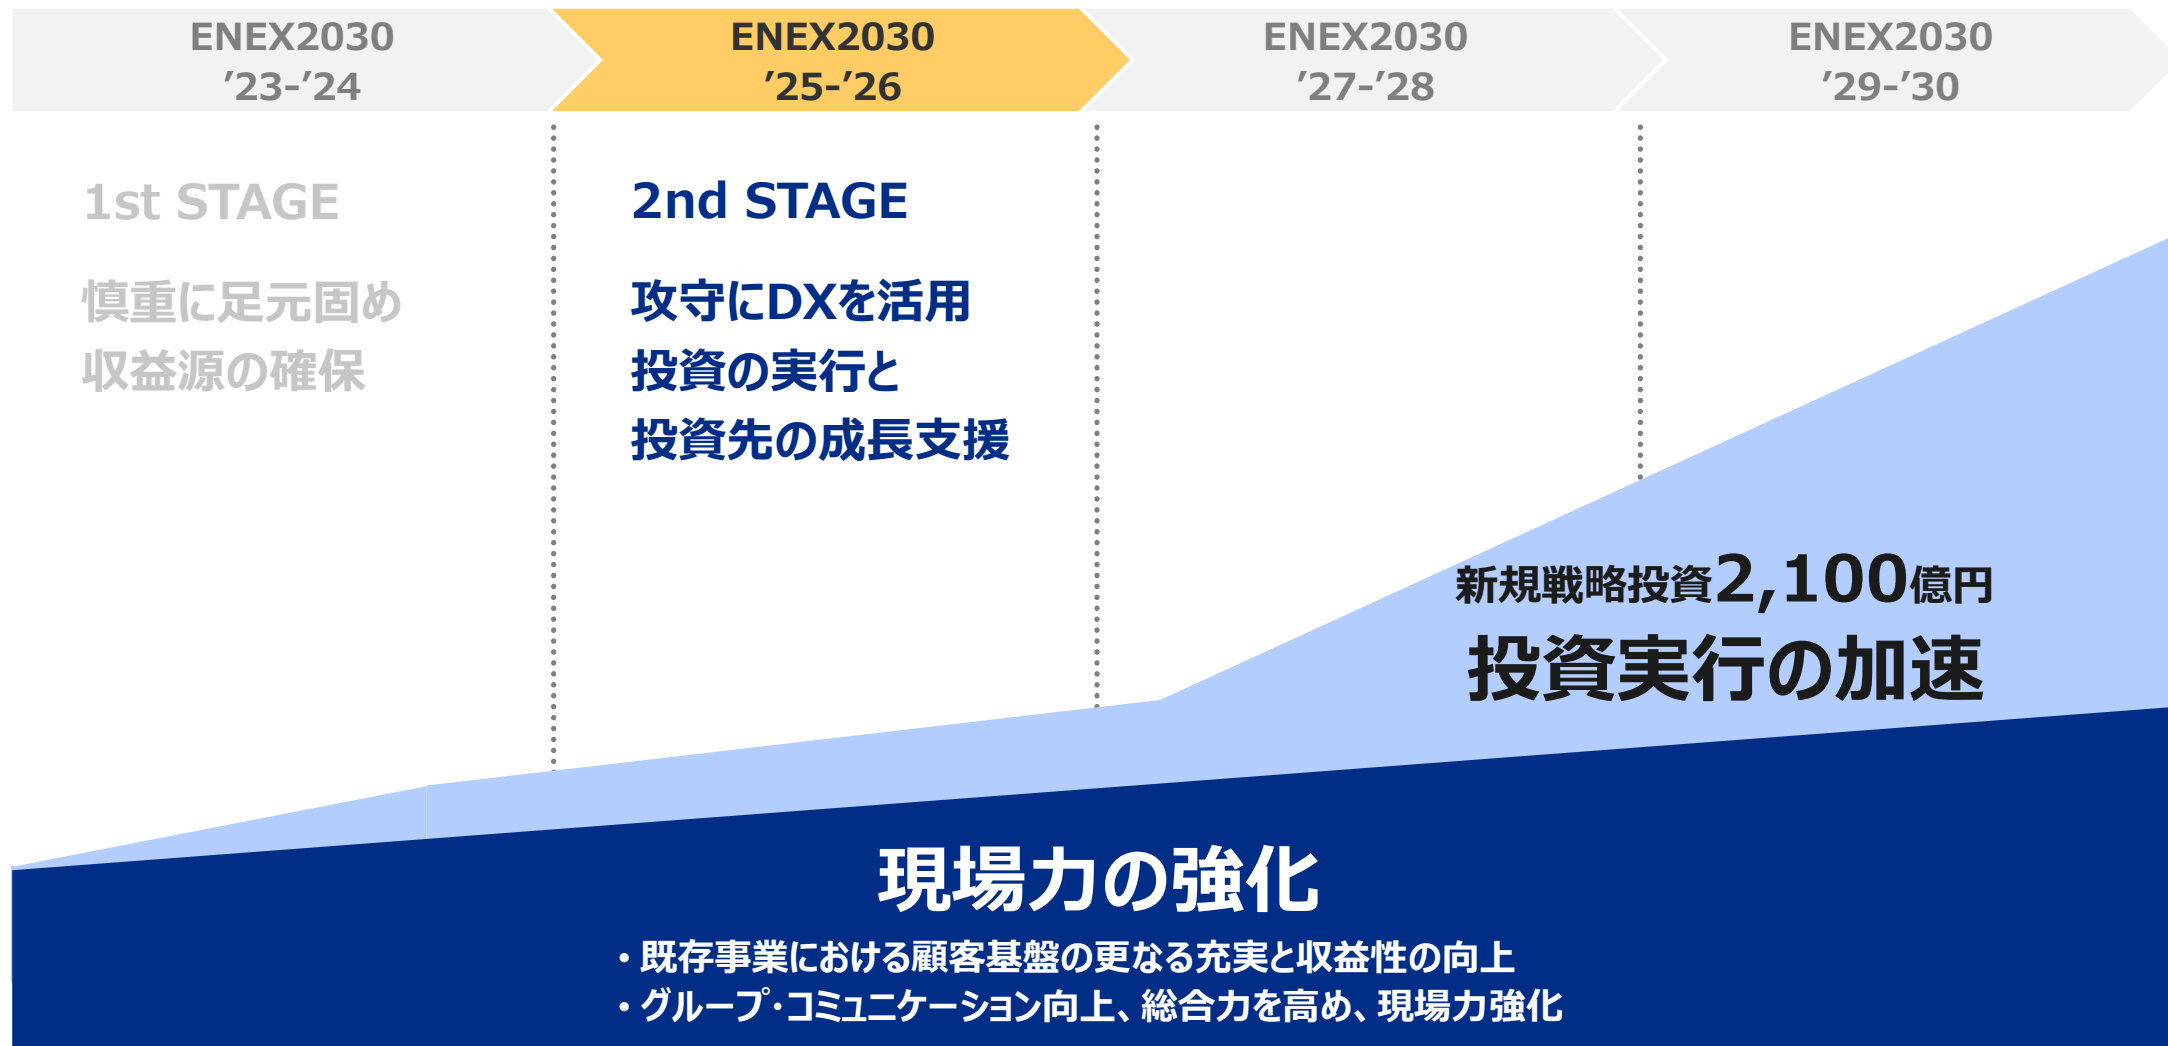 ENEX2030
’23-’24
ENEX2030
’25-’26
ENEX2030
’27-’28
ENEX2030
’29-’30
1st STAGE
慎重に足元固め
収益源の確保
2nd STAGE
攻守にDXを活用
投資の実行と
投資先の成長支援
新規戦略投資2,100億円
投資実行の加速
現場力の強化
・既存事業における顧客基盤の更なる充実と収益性の向上
・グループ・コミュニケーション向上、総合力を高め、現場力強化